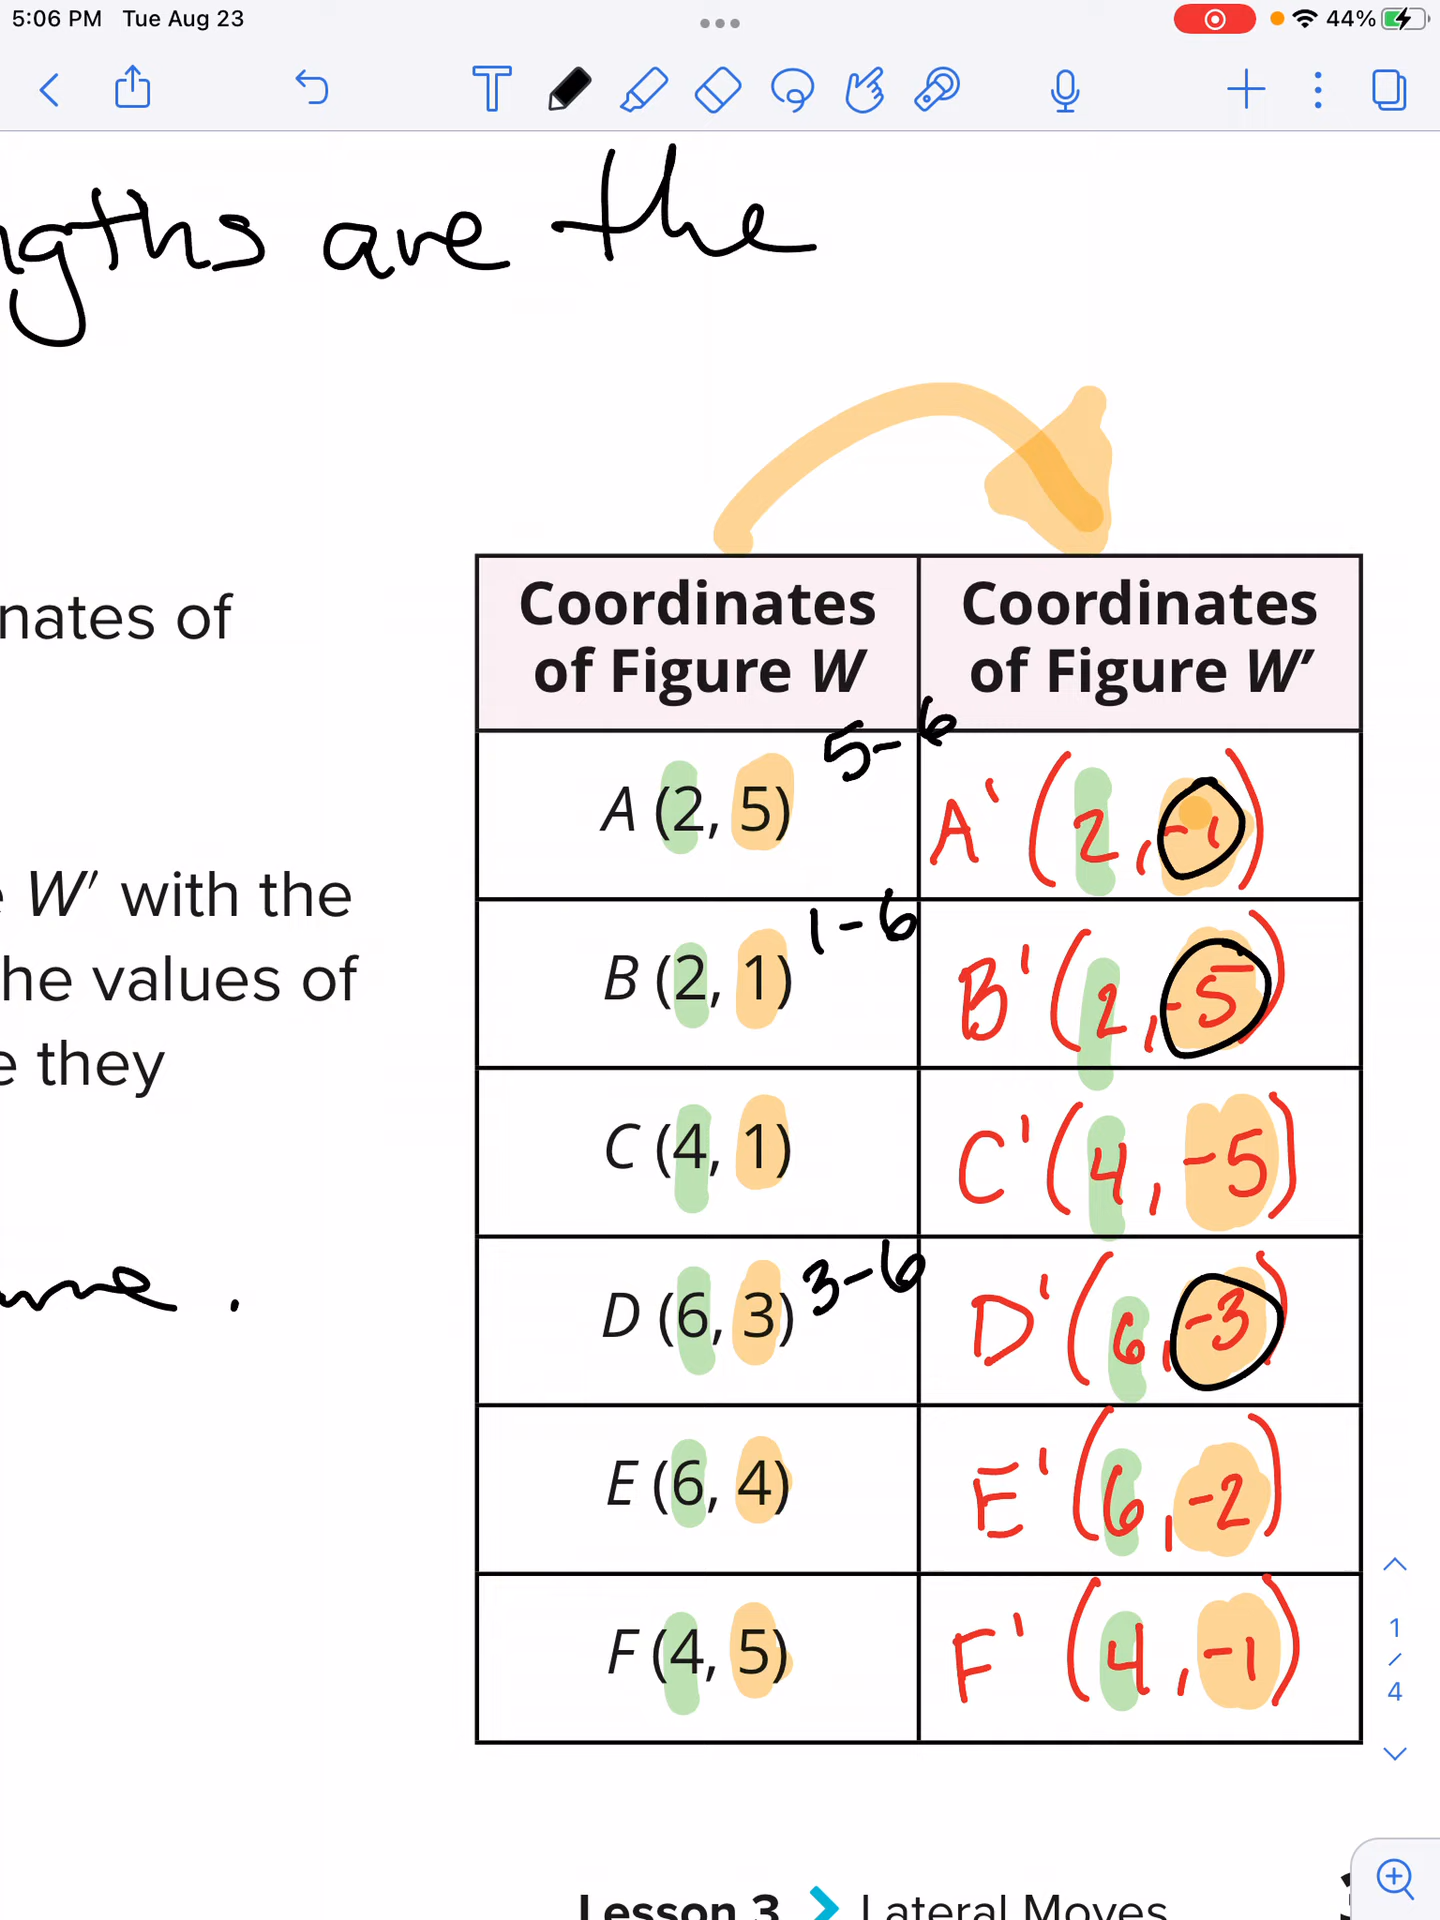 5:06 PM Tue Aug 23
44%
ngths are the
nates of
W′ with the
he values of
e they
ame .
Coordinates of Figure W
Coordinates of Figure W′
A (2, 5) 5-6
A' (2, -1)
B (2, 1) 1-6
B' (2, -5)
C (4, 1)
C' (4, -5)
D (6, 3) 3-6
D' (6, -3)
E (6, 4)
E' (6, -2)
F (4, 5)
F' (4, -1)
1 / 4
Lesson 3 > Lateral Moves